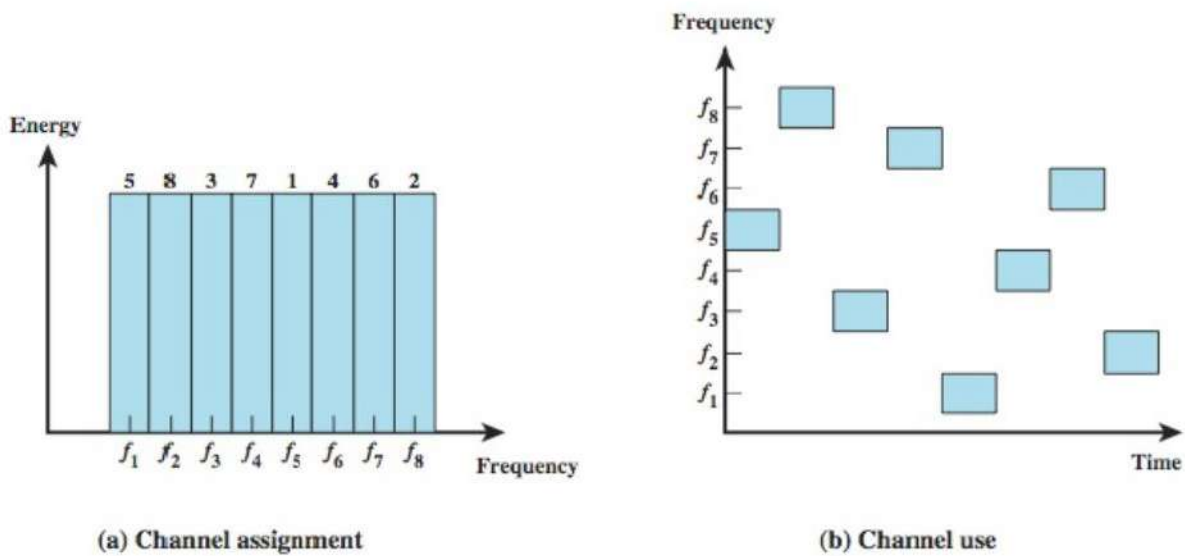 Energy
5 8 3 7 1 4 6 2
f1 f2 f3 f4 f5 f6 f7 f8
Frequency
(a) Channel assignment
Frequency
f8
f7
f6
f5
f4
f3
f2
f1
Time
(b) Channel use